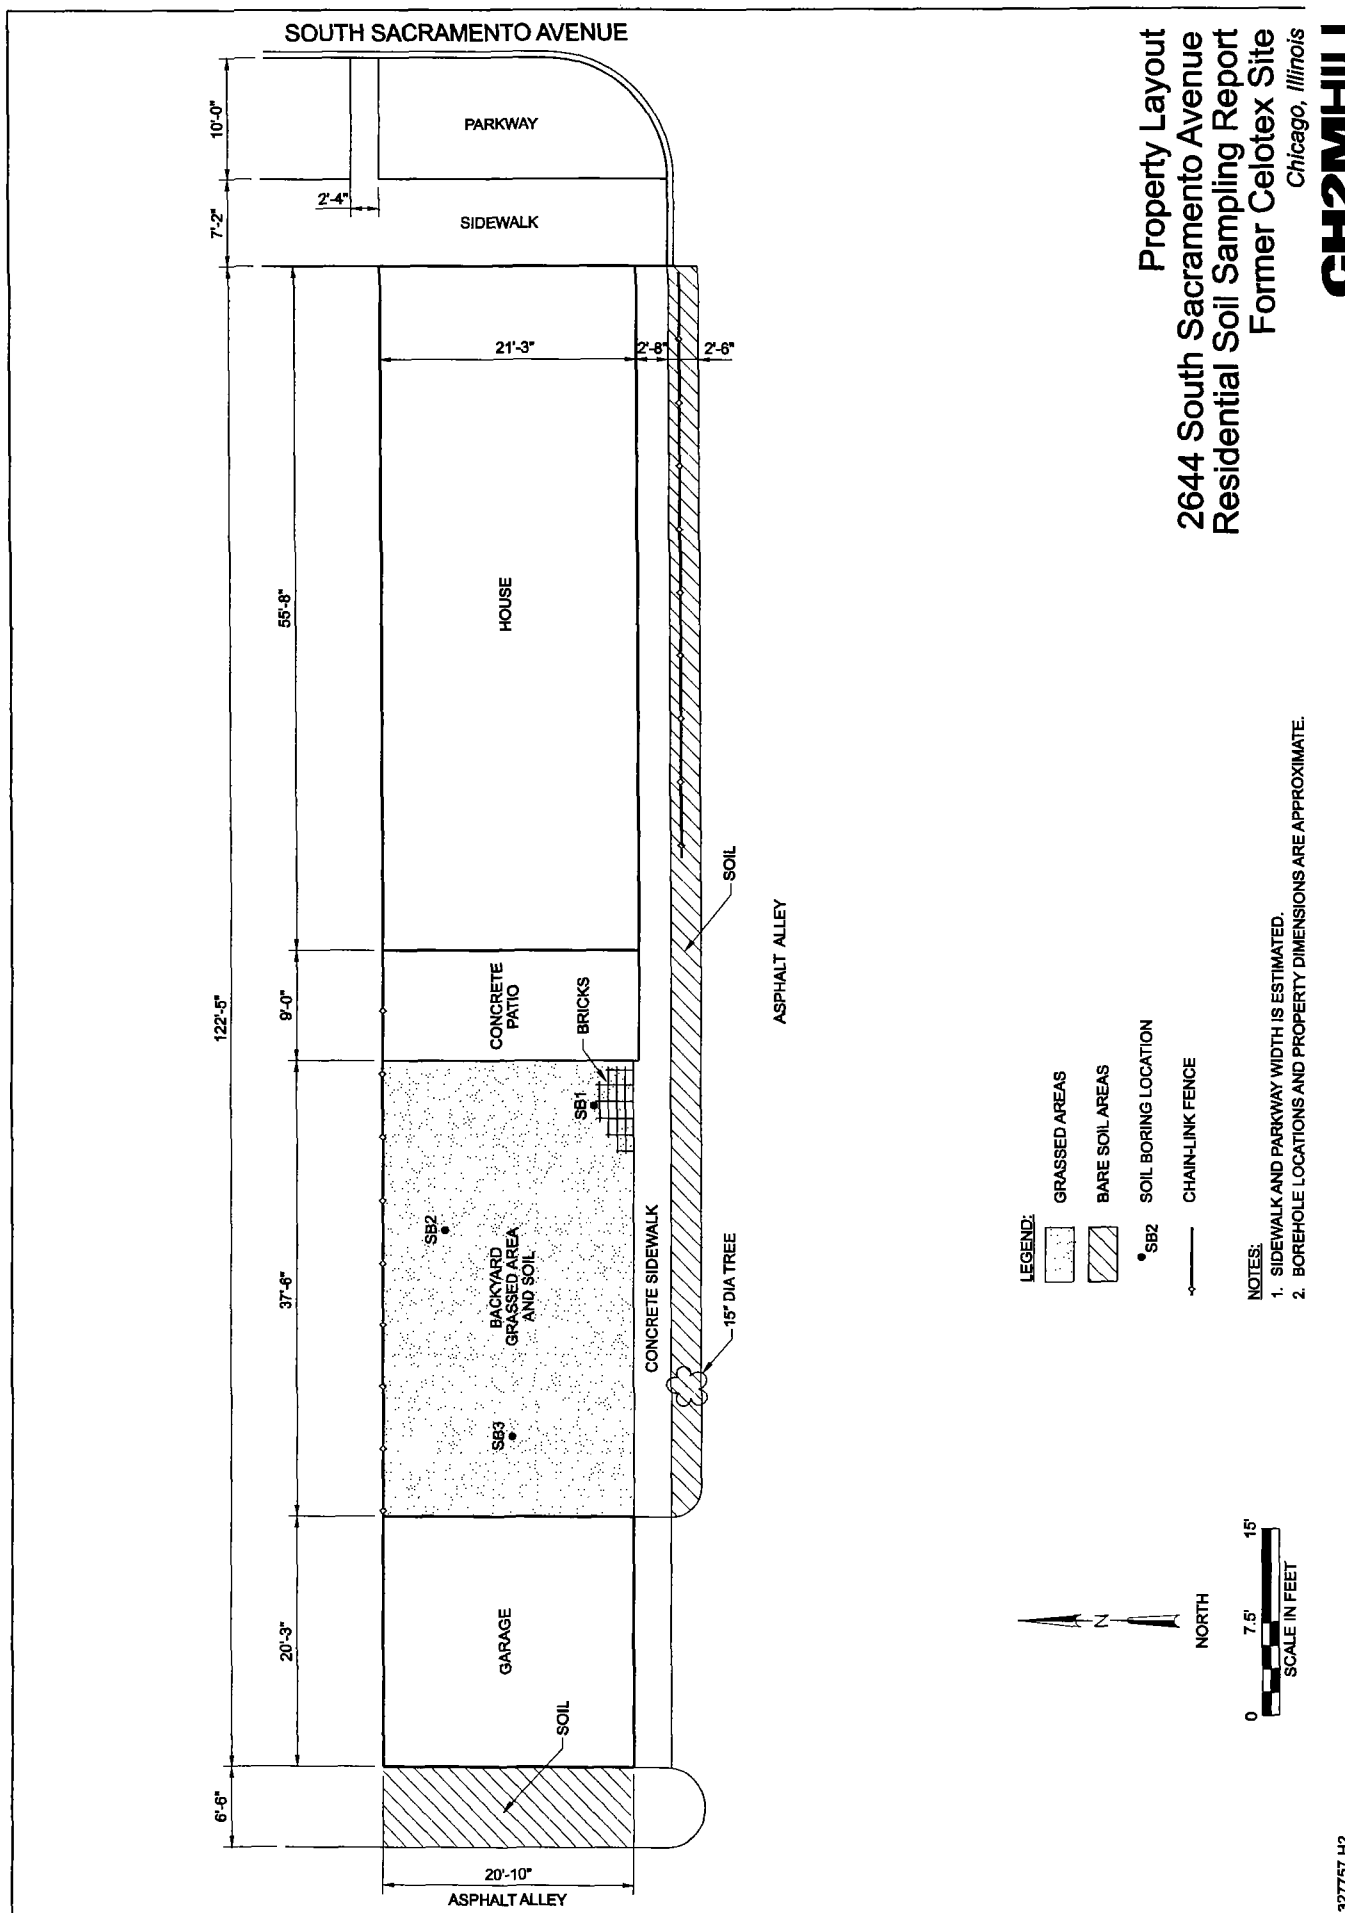 SOUTH SACRAMENTO AVENUE
10'-0"
PARKWAY
2'-4"
7'-2"
SIDEWALK
21'-3"
2'-8"
2'-6"
55'-8"
HOUSE
SOIL
122'-5"
9'-0"
CONCRETE
PATIO
BRICKS
ASPHALT ALLEY
SB1
SB2
37'-6"
BACKYARD
GRASSED AREA
AND SOIL
CONCRETE SIDEWALK
15" DIA TREE
SB3
20'-3"
GARAGE
SOIL
6'-6"
20'-10"
ASPHALT ALLEY
LEGEND:
GRASSED AREAS
BARE SOIL AREAS
SB2 SOIL BORING LOCATION
CHAIN-LINK FENCE
NOTES:
1. SIDEWALK AND PARKWAY WIDTH IS ESTIMATED.
2. BOREHOLE LOCATIONS AND PROPERTY DIMENSIONS ARE APPROXIMATE.
N
NORTH
0 7.5' 15'
SCALE IN FEET
Property Layout
2644 South Sacramento Avenue
Residential Soil Sampling Report
Former Celotex Site
Chicago, Illinois
CH2MHILL